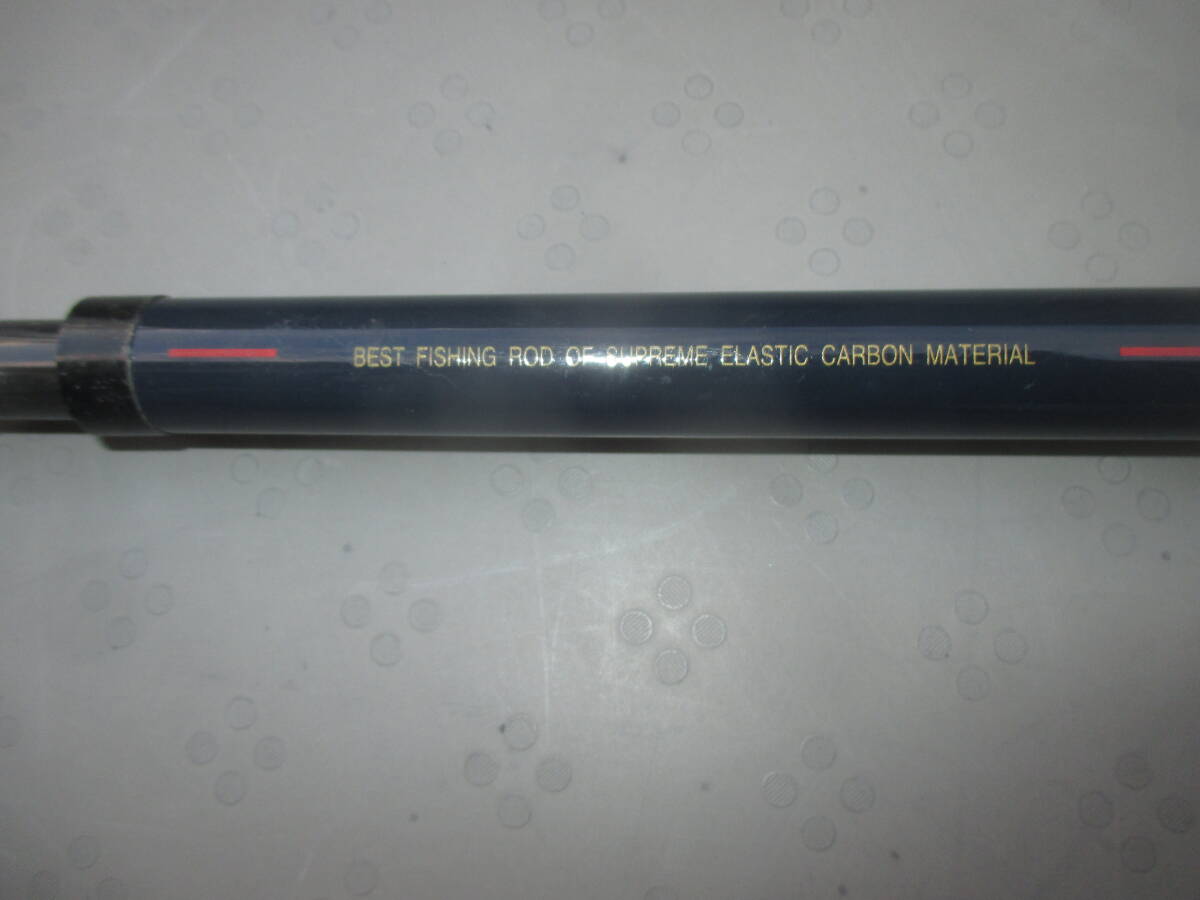 BEST FISHING ROD OF SUPREME ELASTIC CARBON MATERIAL